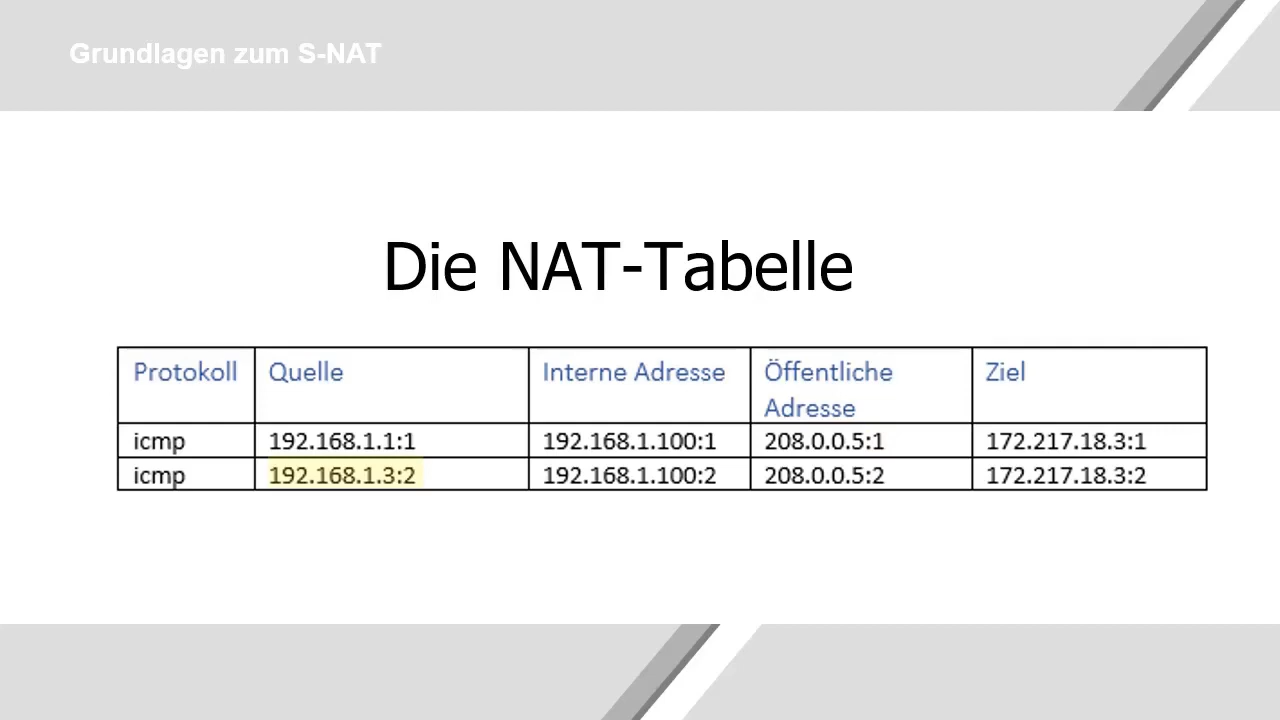 Grundlagen zum S-NAT
Die NAT-Tabelle
Protokoll Quelle Interne Adresse Öffentliche Adresse Ziel
icmp 192.168.1.1:1 192.168.1.100:1 208.0.0.5:1 172.217.18.3:1
icmp 192.168.1.3:2 192.168.1.100:2 208.0.0.5:2 172.217.18.3:2